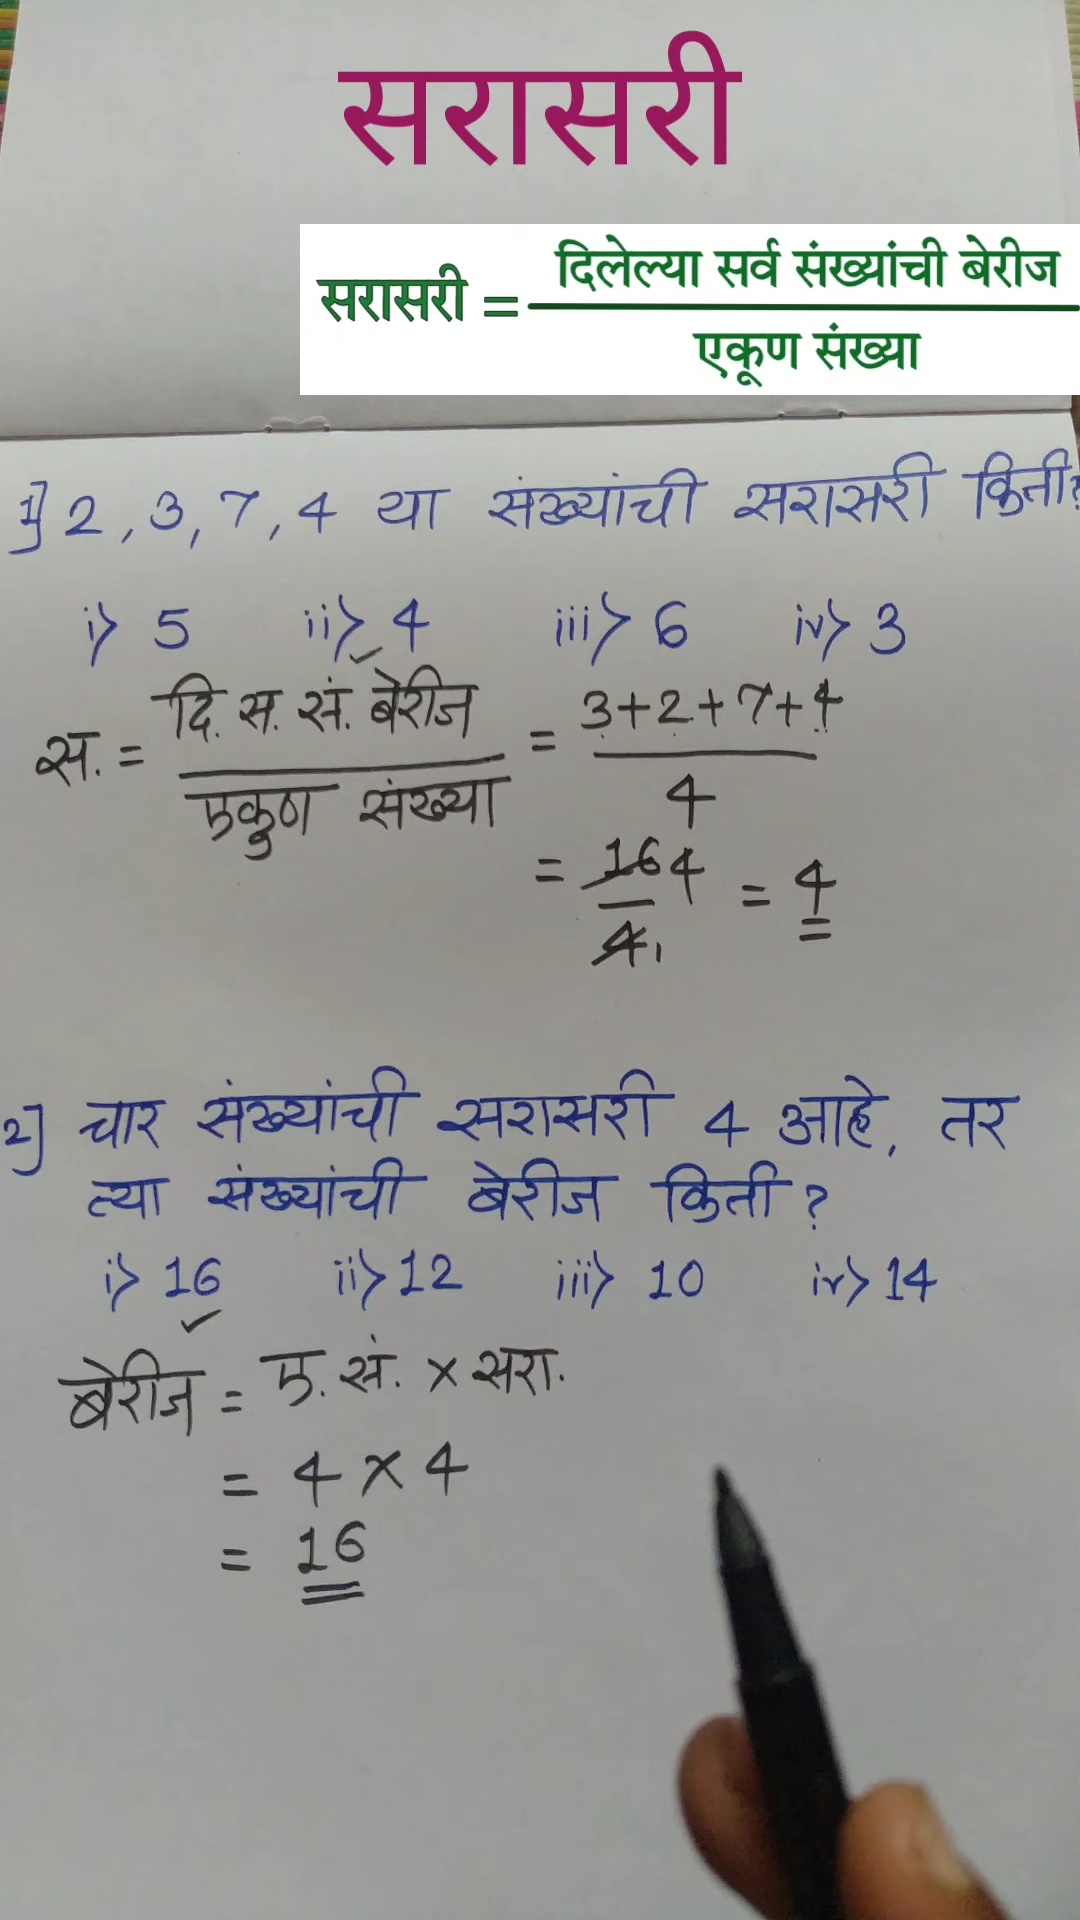 सरासरी
सरासरी = दिलेल्या सर्व संख्यांची बेरीज
एकूण संख्या
1] 2, 3, 7, 4 या संख्यांची सरासरी किती?
i> 5 ii> 4 iii> 6 iv> 3
स. = दि. स. सं. बेरीज = 3+2+7+4
एकुण संख्या 4
= 16 4 = 4
4 1
2] चार संख्यांची सरासरी 4 आहे, तर
त्या संख्यांची बेरीज किती?
i> 16 ii> 12 iii> 10 iv> 14
बेरीज = ए. सं. × सरा.
= 4 × 4
= 16